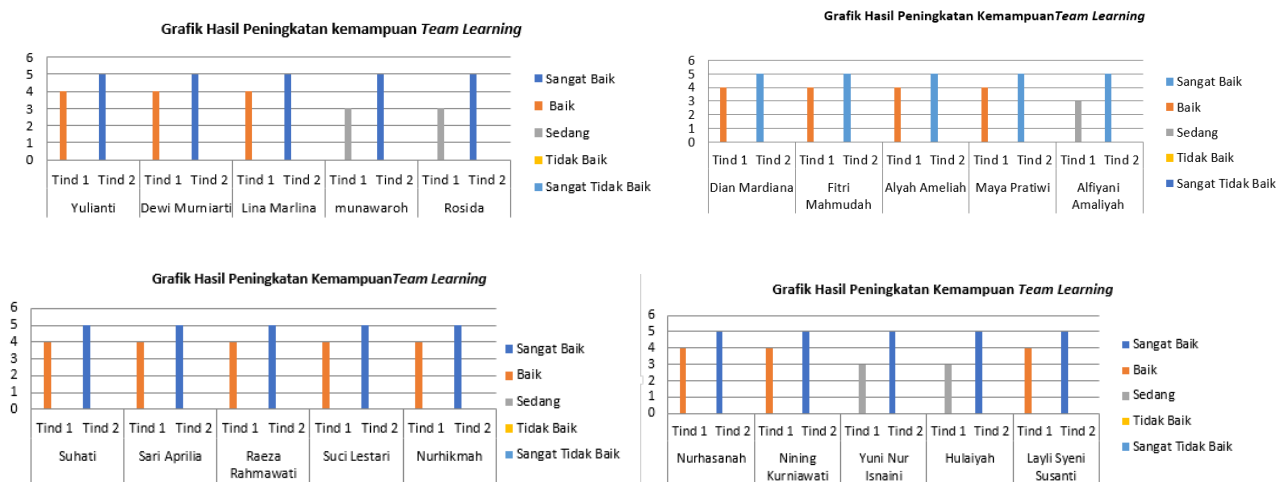 Grafik Hasil Peningkatan kemampuan Team Learning
6
5
4
3
2
1
0
Tind 1 Tind 2 Tind 1 Tind 2 Tind 1 Tind 2 Tind 1 Tind 2 Tind 1 Tind 2
Yulianti Dewi Murniarti Lina Marlina munawaroh Rosida
Sangat Baik
Baik
Sedang
Tidak Baik
Sangat Tidak Baik
Grafik Hasil Peningkatan KemampuanTeam Learning
6
5
4
3
2
1
0
Tind 1 Tind 2 Tind 1 Tind 2 Tind 1 Tind 2 Tind 1 Tind 2 Tind 1 Tind 2
Dian Mardiana Fitri Alyah Ameliah Maya Pratiwi Alfiyani
Mahmudah Amaliyah
Sangat Baik
Baik
Sedang
Tidak Baik
Sangat Tidak Baik
Grafik Hasil Peningkatan KemampuanTeam Learning
6
5
4
3
2
1
0
Tind 1 Tind 2 Tind 1 Tind 2 Tind 1 Tind 2 Tind 1 Tind 2 Tind 1 Tind 2
Suhati Sari Aprilia Raeza Suci Lestari Nurhikmah
Rahmawati
Sangat Baik
Baik
Sedang
Tidak Baik
Sangat Tidak Baik
Grafik Hasil Peningkatan Kemampuan Team Learning
6
5
4
3
2
1
0
Tind 1 Tind 2 Tind 1 Tind 2 Tind 1 Tind 2 Tind 1 Tind 2 Tind 1 Tind 2
Nurhasanah Nining Yuni Nur Hulaiyah Layli Syeni
Kurniawati Isnaini Susanti
Sangat Baik
Baik
Sedang
Tidak Baik
Sangat Tidak Baik